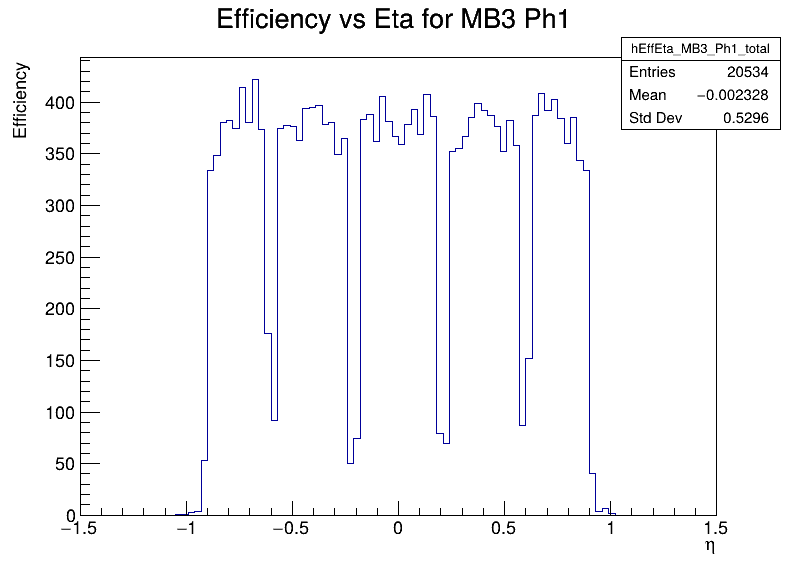 Efficiency vs Eta for MB3 Ph1
hEffEta_MB3_Ph1_total
Entries 20534
Mean −0.002328
Std Dev 0.5296
Efficiency
400
350
300
250
200
150
100
50
0
−1.5 −1 −0.5 0 0.5 1 1.5
η